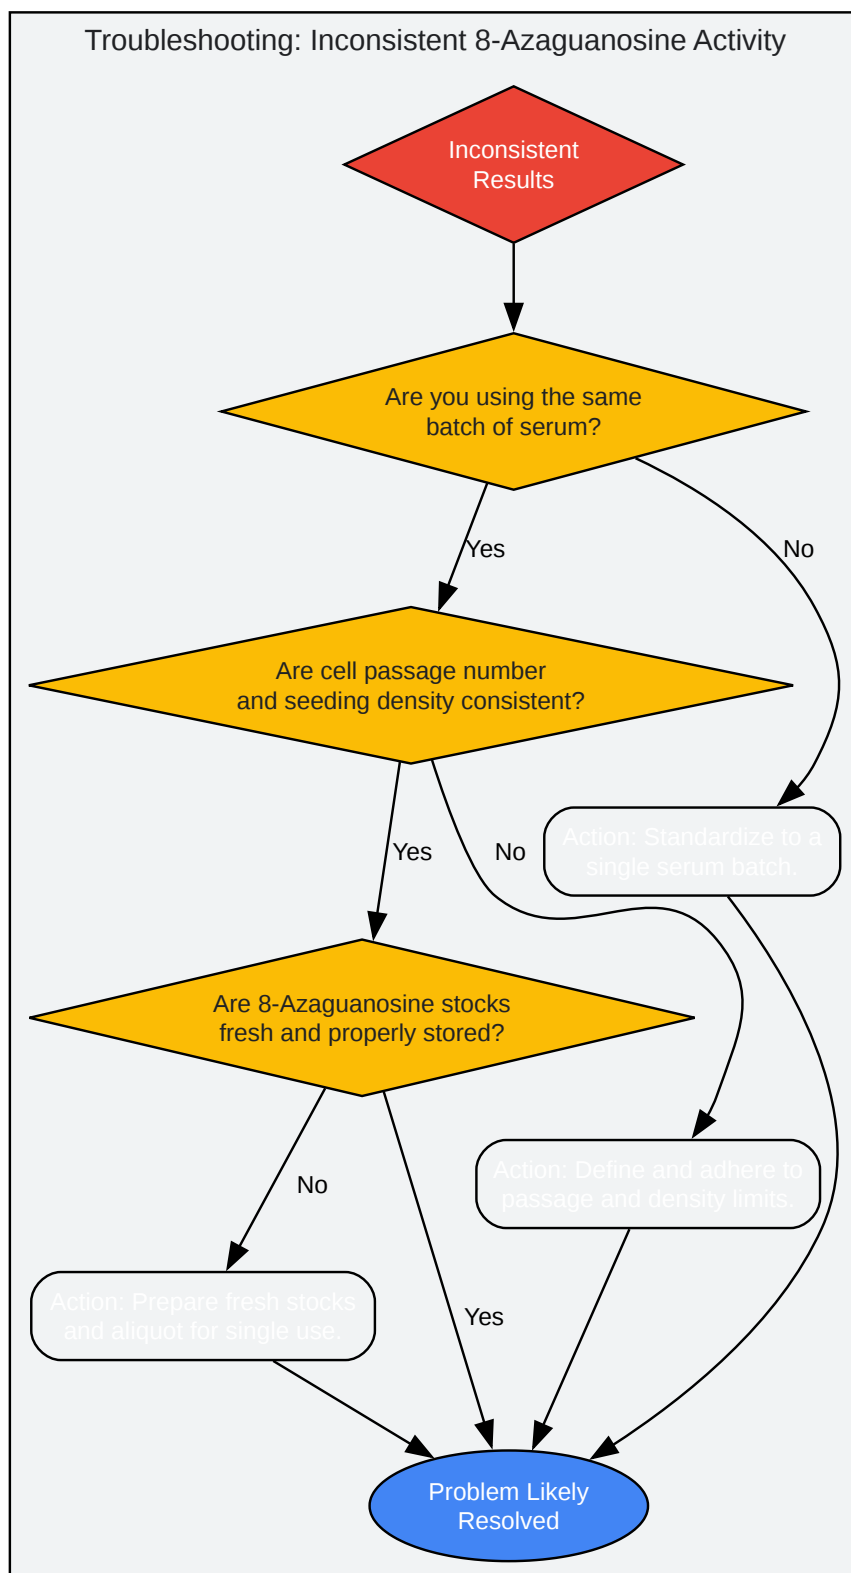 Troubleshooting: Inconsistent 8-Azaguanosine Activity
Inconsistent
Results
Are you using the same
batch of serum?
Yes
No
Are cell passage number
and seeding density consistent?
Action: Standardize to a
single serum batch.
Yes
No
Are 8-Azaguanosine stocks
fresh and properly stored?
Action: Define and adhere to
passage and density limits.
No
Action: Prepare fresh stocks
and aliquot for single use.
Yes
Problem Likely
Resolved